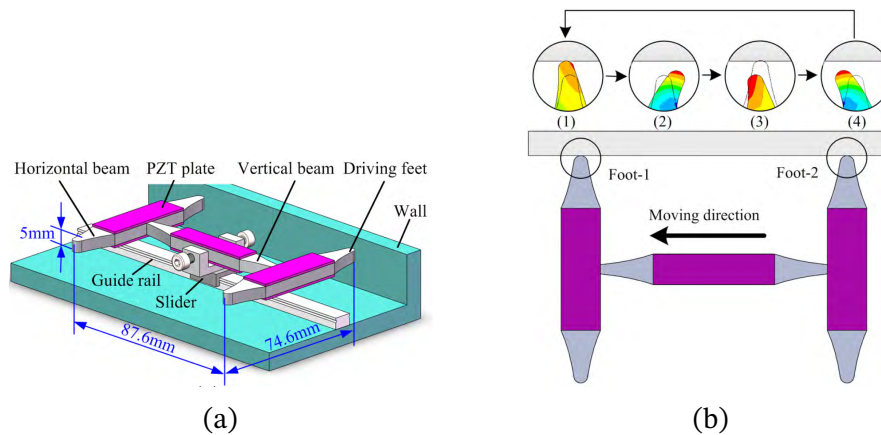 Horizontal beam
PZT plate
Vertical beam
Driving feet
Wall
5mm
Guide rail
Slider
87.6mm
74.6mm
(a)
(1)
(2)
(3)
(4)
Foot-1
Foot-2
Moving direction
(b)